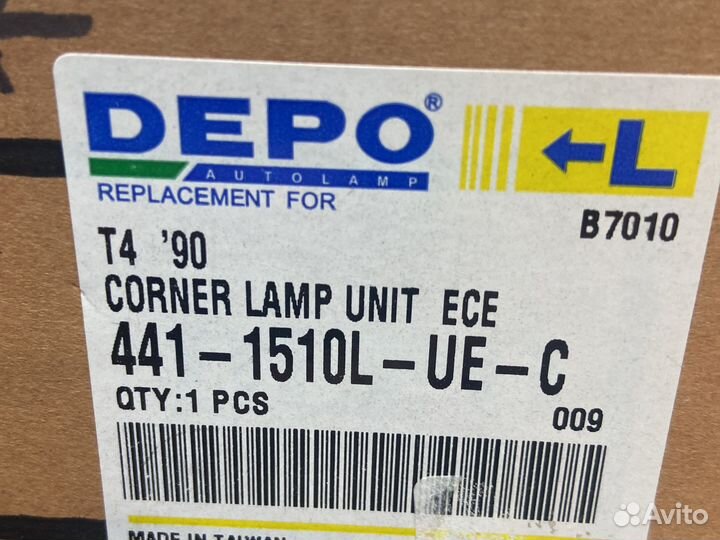 DEPO®
AUTOLAMP
REPLACEMENT FOR
L
B7010
T4 '90
CORNER LAMP UNIT ECE
441-1510L-UE-C
QTY:1 PCS
009
MADE IN TAIWAN
Avito